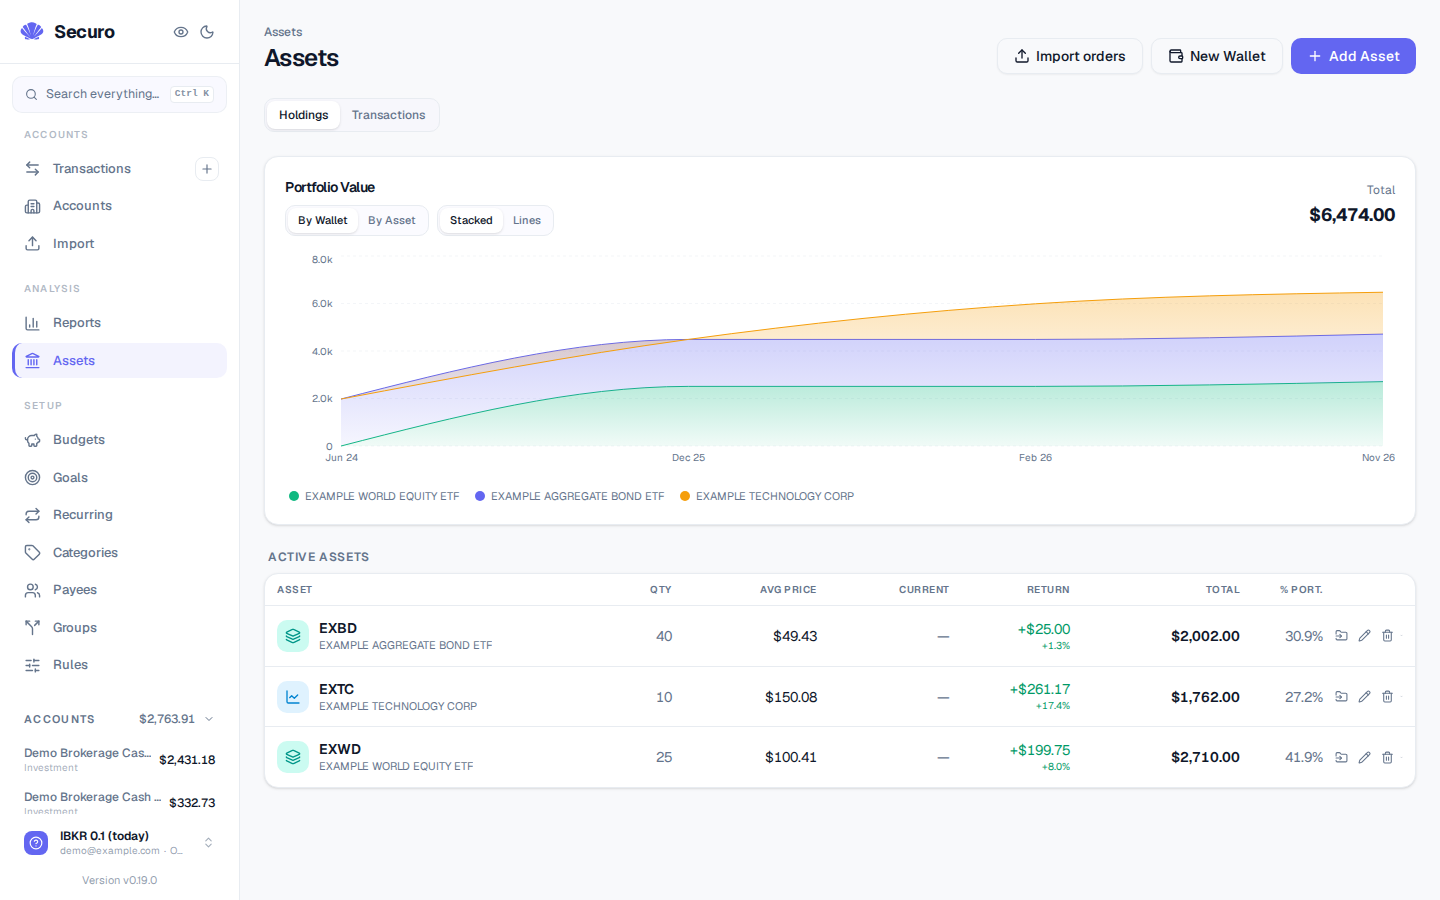 Securo
Search everything...
Ctrl K
ACCOUNTS
Transactions
Accounts
Import
ANALYSIS
Reports
Assets
SETUP
Budgets
Goals
Recurring
Categories
Payees
Groups
Rules
ACCOUNTS $2,763.91
Demo Brokerage Cas... $2,431.18
Investment
Demo Brokerage Cash ... $332.73
Investment
IBKR 0.1 (today)
demo@example.com · O...
Version v0.19.0
Assets
Assets
Import orders
New Wallet
Add Asset
Holdings
Transactions
Portfolio Value
By Wallet
By Asset
Stacked
Lines
Total
$6,474.00
8.0k
6.0k
4.0k
2.0k
0
Jun 24
Dec 25
Feb 26
Nov 26
EXAMPLE WORLD EQUITY ETF
EXAMPLE AGGREGATE BOND ETF
EXAMPLE TECHNOLOGY CORP
ACTIVE ASSETS
ASSET QTY AVG PRICE CURRENT RETURN TOTAL % PORT.
EXBD 40 $49.43 — +$25.00 $2,002.00 30.9%
EXAMPLE AGGREGATE BOND ETF +1.3%
EXTC 10 $150.08 — +$261.17 $1,762.00 27.2%
EXAMPLE TECHNOLOGY CORP +17.4%
EXWD 25 $100.41 — +$199.75 $2,710.00 41.9%
EXAMPLE WORLD EQUITY ETF +8.0%